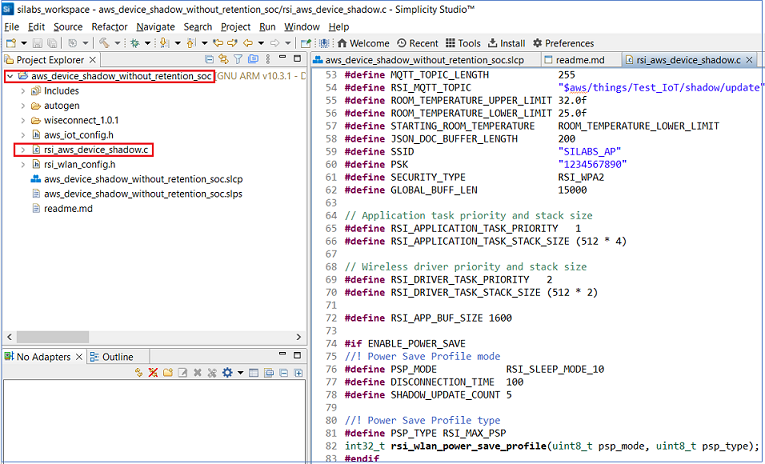 silabs_workspace - aws_device_shadow_without_retention_soc/rsi_aws_device_shadow.c - Simplicity Studio™
File Edit Source Refactor Navigate Search Project Run Window Help
Welcome Recent Tools Install Preferences
Project Explorer
aws_device_shadow_without_retention_soc [GNU ARM v10.3.1 - D
Includes
autogen
wiseconnect_1.0.1
aws_iot_config.h
rsi_aws_device_shadow.c
rsi_wlan_config.h
aws_device_shadow_without_retention_soc.slcp
aws_device_shadow_without_retention_soc.slps
readme.md
No Adapters Outline
aws_device_shadow_without_retention_soc.slcp readme.md rsi_aws_device_shadow.c
53 #define MQTT_TOPIC_LENGTH 255
54 #define RSI_MQTT_TOPIC "$aws/things/Test_IoT/shadow/update"
55 #define ROOM_TEMPERATURE_UPPER_LIMIT 32.0f
56 #define ROOM_TEMPERATURE_LOWER_LIMIT 25.0f
57 #define STARTING_ROOM_TEMPERATURE ROOM_TEMPERATURE_LOWER_LIMIT
58 #define JSON_DOC_BUFFER_LENGTH 200
59 #define SSID "SILABS_AP"
60 #define PSK "1234567890"
61 #define SECURITY_TYPE RSI_WPA2
62 #define GLOBAL_BUFF_LEN 15000
63
64 // Application task priority and stack size
65 #define RSI_APPLICATION_TASK_PRIORITY 1
66 #define RSI_APPLICATION_TASK_STACK_SIZE (512 * 4)
67
68 // Wireless driver priority and stack size
69 #define RSI_DRIVER_TASK_PRIORITY 2
70 #define RSI_DRIVER_TASK_STACK_SIZE (512 * 2)
71
72 #define RSI_APP_BUF_SIZE 1600
73
74 #if ENABLE_POWER_SAVE
75 //! Power Save Profile mode
76 #define PSP_MODE RSI_SLEEP_MODE_10
77 #define DISCONNECTION_TIME 100
78 #define SHADOW_UPDATE_COUNT 5
79
80 //! Power Save Profile type
81 #define PSP_TYPE RSI_MAX_PSP
82 int32_t rsi_wlan_power_save_profile(uint8_t psp_mode, uint8_t psp_type);
83 #endif